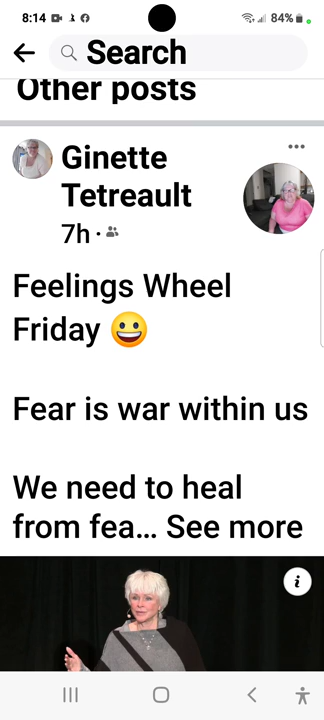 8:14 84%
Search
Other posts
Ginette
Tetreault
7h ·
Feelings Wheel
Friday 😀
Fear is war within us
We need to heal
from fea... See more
i